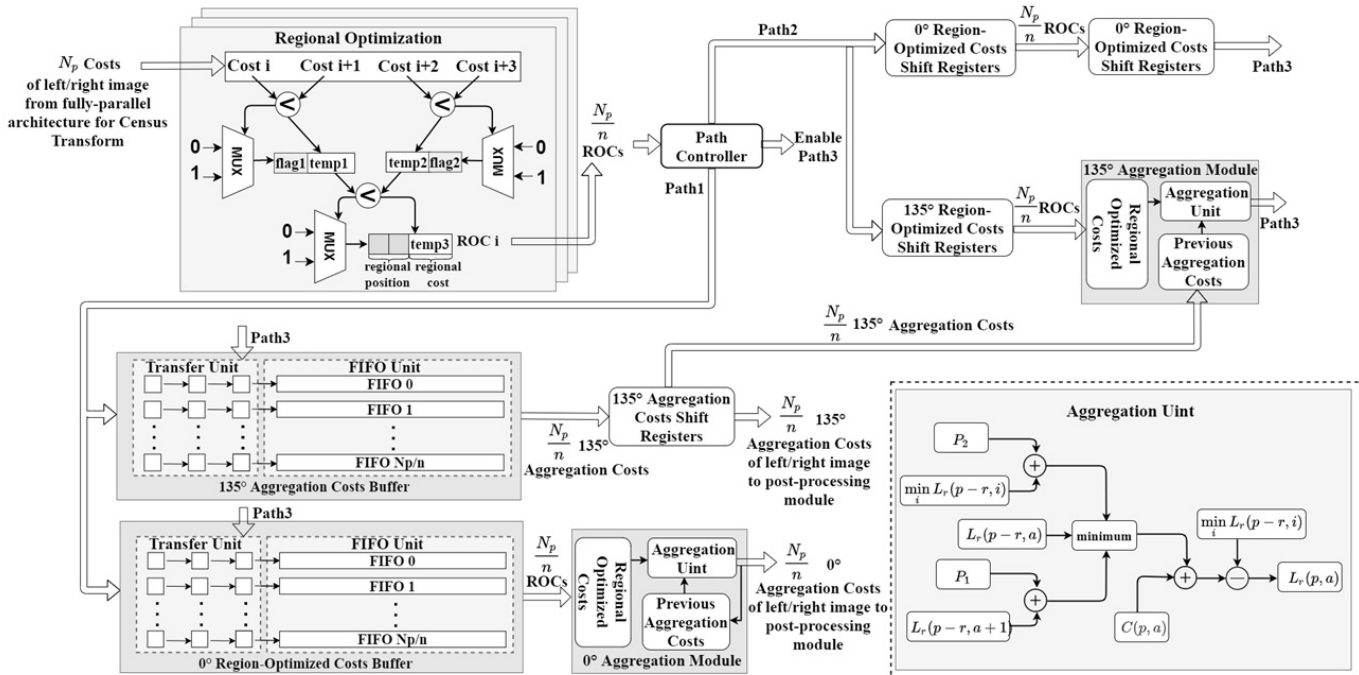 Regional Optimization
N_p Costs
of left/right image
from fully-parallel
architecture for Census
Transform
Cost i Cost i+1 Cost i+2 Cost i+3
<
<
MUX
0
1
flag1 temp1
temp2 flag2
MUX
0
1
<
MUX
0
1
temp3
ROC i
regional
position
regional
cost
N_p/n
ROCs
Path
Controller
Path1
Path2
Enable
Path3
0° Region-
Optimized Costs
Shift Registers
N_p/n ROCs
0° Region-
Optimized Costs
Shift Registers
Path3
135° Region-
Optimized Costs
Shift Registers
N_p/n ROCs
135° Aggregation Module
Regional
Optimized
Costs
Aggregation
Unit
Previous
Aggregation
Costs
Path3
N_p/n 135° Aggregation Costs
Path3
Transfer Unit
FIFO Unit
FIFO 0
FIFO 1
FIFO Np/n
135° Aggregation Costs Buffer
N_p/n 135°
Aggregation Costs
135° Aggregation
Costs Shift
Registers
N_p/n 135°
Aggregation Costs
of left/right image
to post-processing
module
Path3
Transfer Unit
FIFO Unit
FIFO 0
FIFO 1
FIFO Np/n
0° Region-Optimized Costs Buffer
N_p/n
ROCs
Regional
Optimized
Costs
Aggregation
Uint
Previous
Aggregation
Costs
0° Aggregation Module
N_p/n 0°
Aggregation Costs
of left/right image to
post-processing
module
Aggregation Uint
P_2
+
min_i L_r(p − r, i)
L_r(p − r, a)
minimum
P_1
+
L_r(p − r, a + 1)
min_i L_r(p − r, i)
+
−
L_r(p, a)
C(p, a)